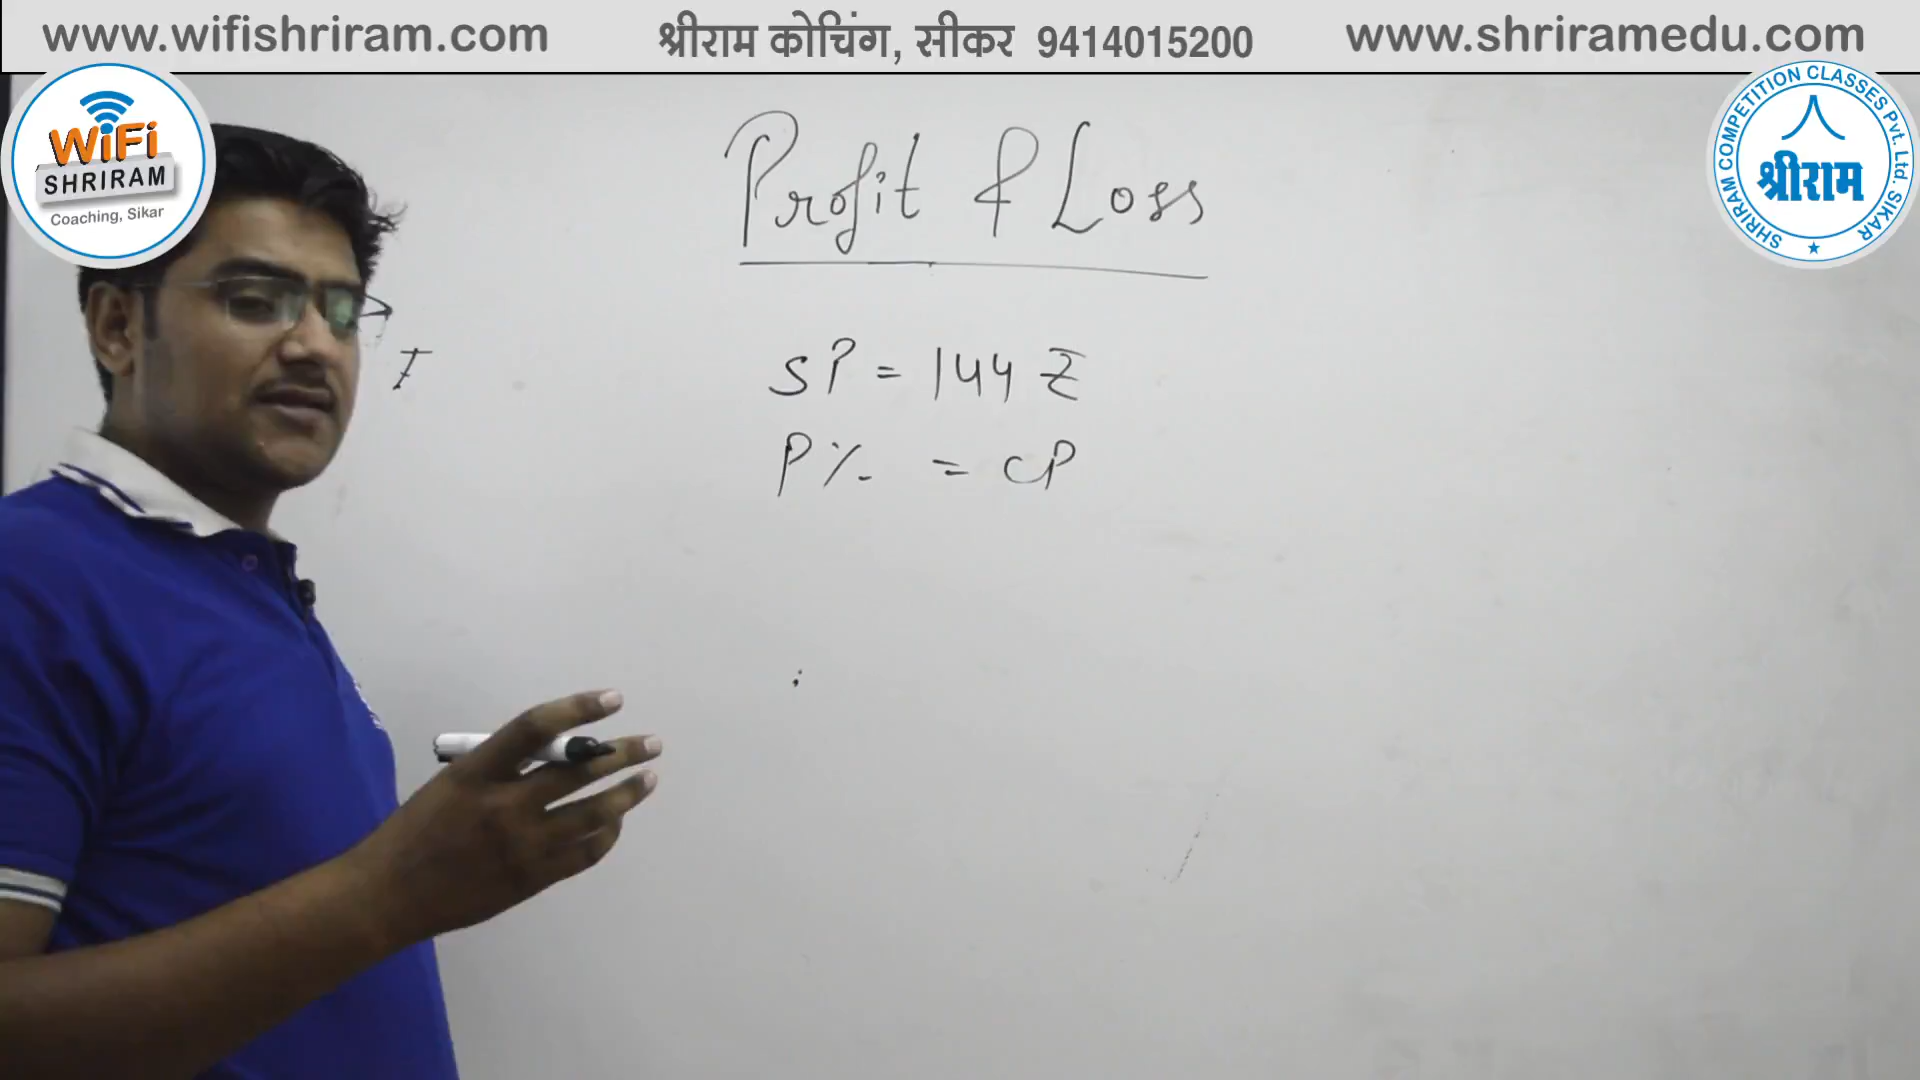 www.wifishriram.com
श्रीराम कोचिंग, सीकर 9414015200
www.shriramedu.com
WiFi
SHRIRAM
Coaching, Sikar
SHRIRAM COMPETITION CLASSES Pvt. Ltd. SIKAR
श्रीराम
Profit & Loss
SP = 144 ₹
P% = CP
I